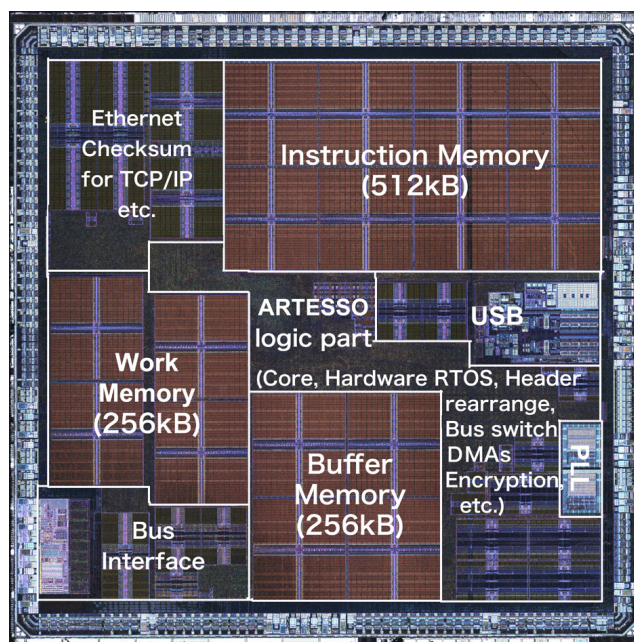 Ethernet
Checksum
for TCP/IP
etc.
Instruction Memory
(512kB)
ARTESSO
logic part
USB
(Core, Hardware RTOS, Header
rearrange,
Bus switch
DMAs
Encryption,
etc.)
PLL
Work
Memory
(256kB)
Buffer
Memory
(256kB)
Bus
Interface